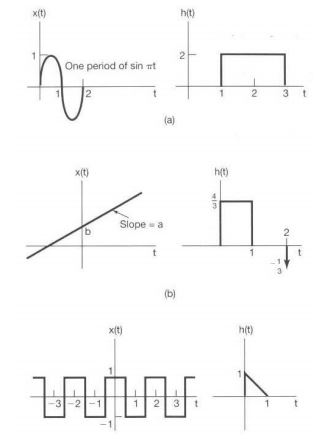 x(t) h(t)
1 2
One period of sin πt
1 2 t 1 2 3 t
(a)
x(t) h(t)
4/3
Slope = a
b 2
t 1 t
-1/3
(b)
x(t) h(t)
1 1
-3 -2 -1 1 2 3 t 1 t
-1